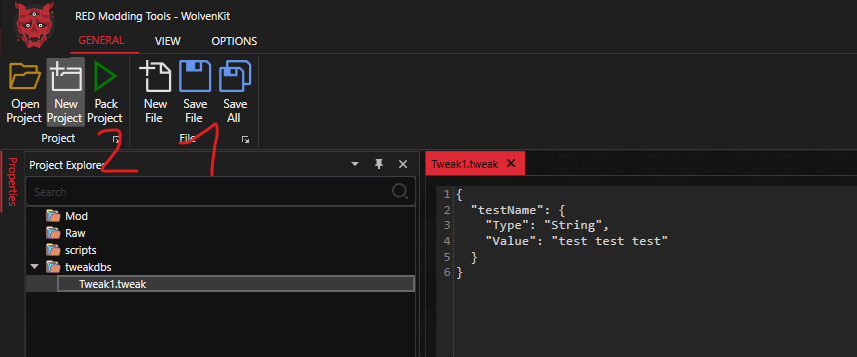 RED Modding Tools - WolvenKit
GENERAL VIEW OPTIONS
Open Project
New Project
Pack Project
New File
Save File
Save All
Project
File
2
1
Properties
Project Explorer
Search
Mod
Raw
scripts
tweakdbs
Tweak1.tweak
Tweak1.tweak
1 {
2 "testName": {
3 "Type": "String",
4 "Value": "test test test"
5 }
6 }